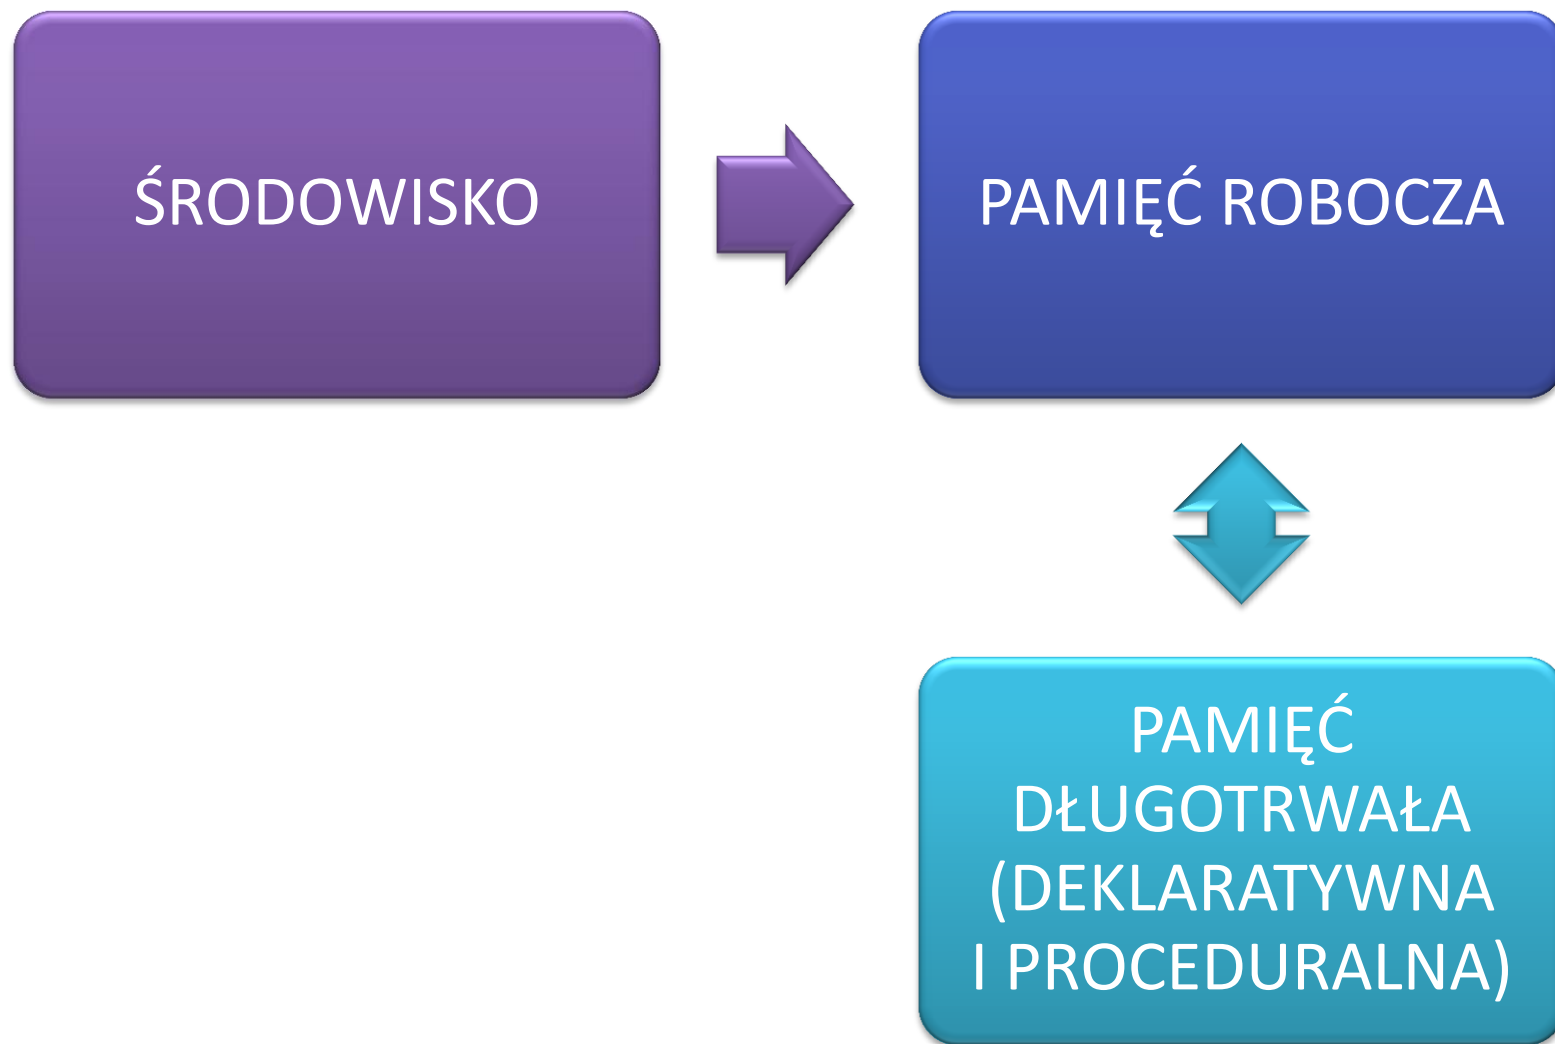 ŚRODOWISKO
PAMIĘĆ ROBOCZA
PAMIĘĆ
DŁUGOTRWAŁA
(DEKLARATYWNA
I PROCEDURALNA)